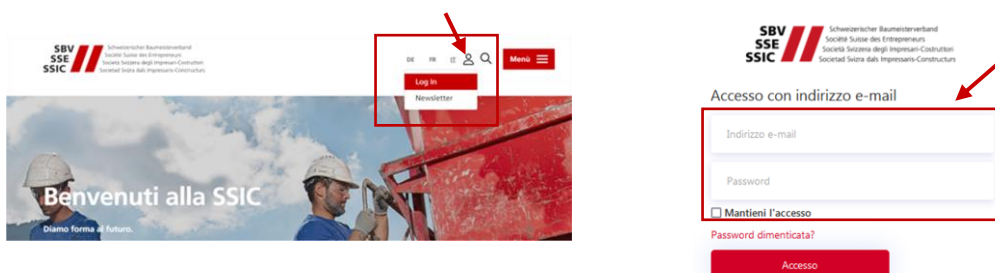 SBV
SSE
SSIC
Schweizerischer Baumeisterverband
Société Suisse des Entrepreneurs
Società Svizzera degli Impresari-Costruttori
Societad Svizra dals Impressaris-Constructurs
DE FR IT
Menù
Log in
Newsletter
Benvenuti alla SSIC
Diamo forma al futuro.
SBV
SSE
SSIC
Schweizerischer Baumeisterverband
Société Suisse des Entrepreneurs
Società Svizzera degli Impresari-Costruttori
Societad Svizra dals Impressaris-Constructurs
Accesso con indirizzo e-mail
Indirizzo e-mail
Password
Mantieni l'accesso
Password dimenticata?
Accesso